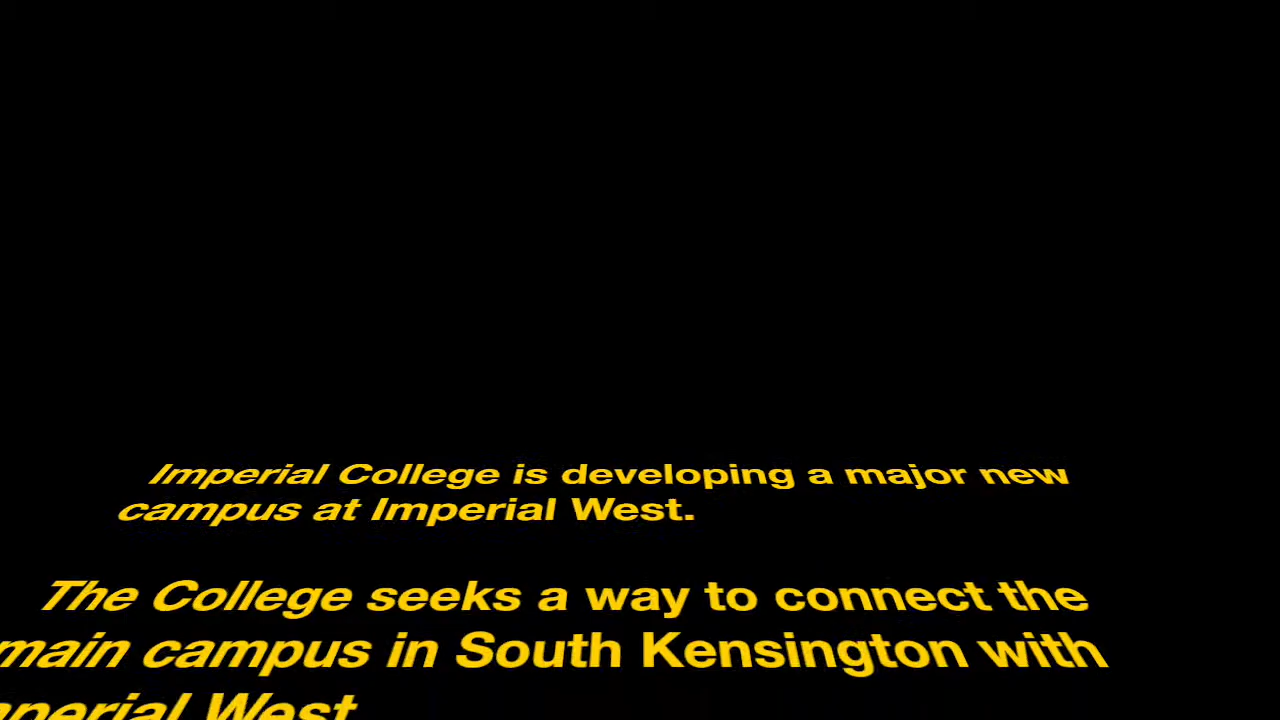 Imperial College is developing a major new
campus at Imperial West.
The College seeks a way to connect the
main campus in South Kensington with
West